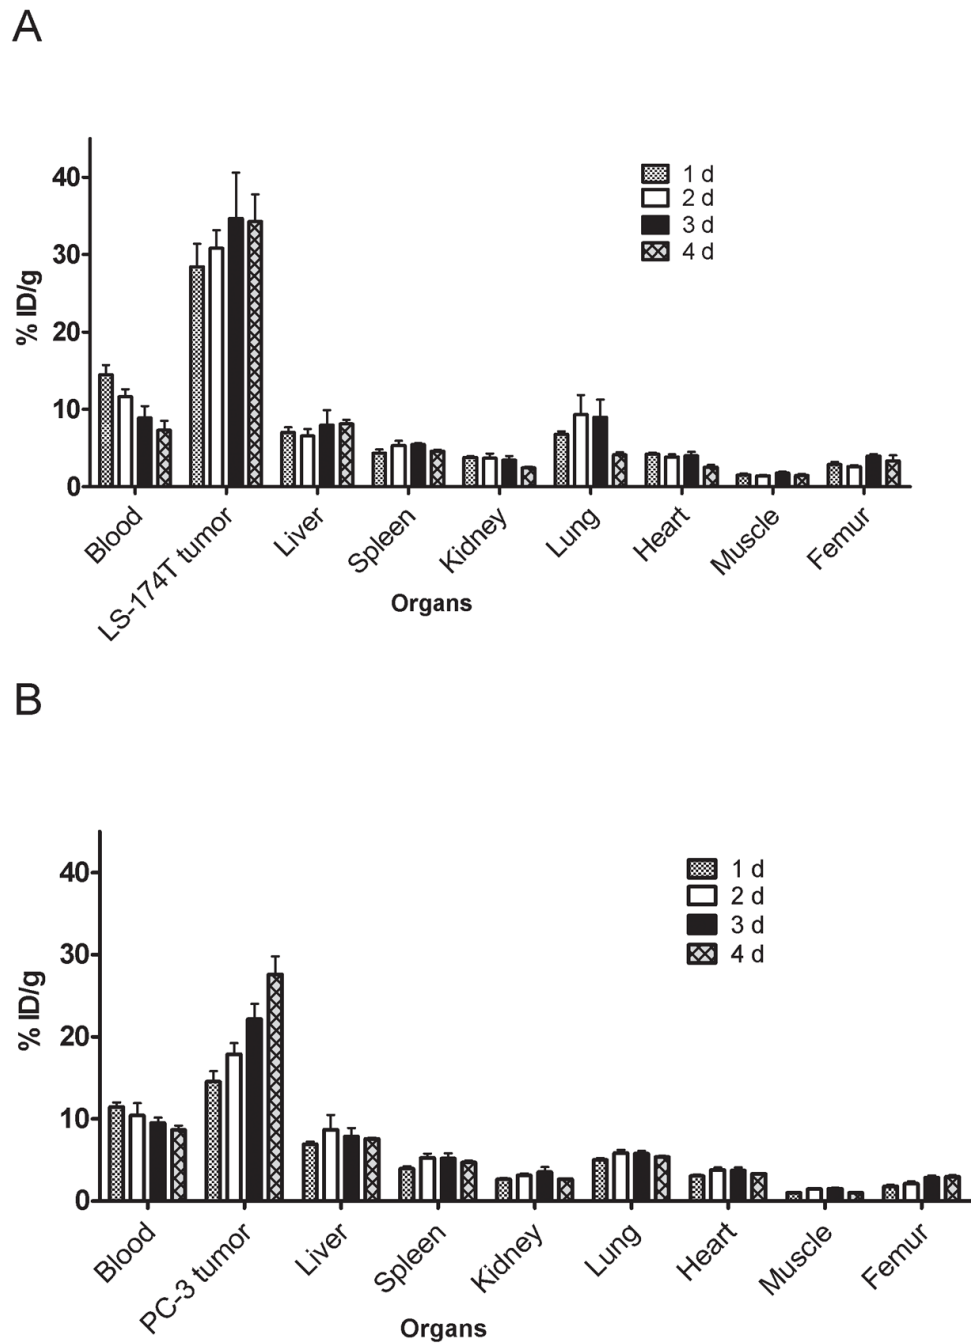 A
% ID/g
40
30
20
10
0
1 d
2 d
3 d
4 d
Blood
LS-174T tumor
Liver
Spleen
Kidney
Lung
Heart
Muscle
Femur
Organs
B
% ID/g
40
30
20
10
0
1 d
2 d
3 d
4 d
Blood
PC-3 tumor
Liver
Spleen
Kidney
Lung
Heart
Muscle
Femur
Organs